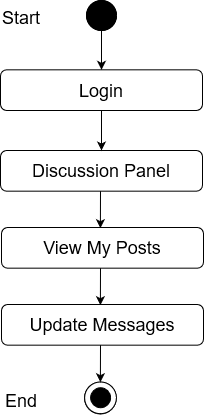 Start
Login
Discussion Panel
View My Posts
Update Messages
End